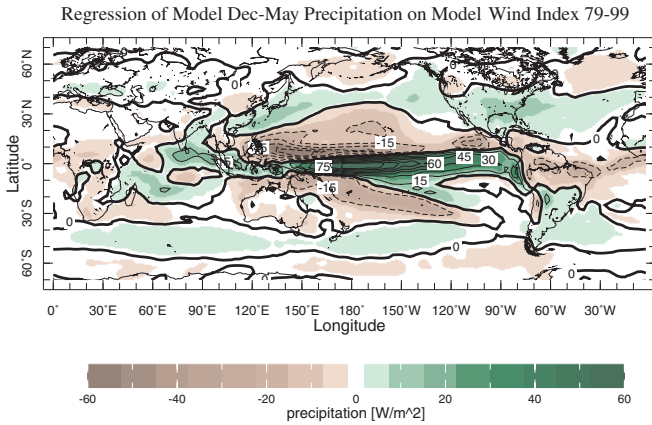 Regression of Model Dec-May Precipitation on Model Wind Index 79-99
60˚N
30˚N
0˚
30˚S
60˚S
Latitude
0
0
0
-15
75
60
45
30
15
-15
0
0
0
0
0˚ 30˚E 60˚E 90˚E 120˚E 150˚E 180˚ 150˚W 120˚W 90˚W 60˚W 30˚W
Longitude
-60 -40 -20 0 20 40 60
precipitation [W/m^2]